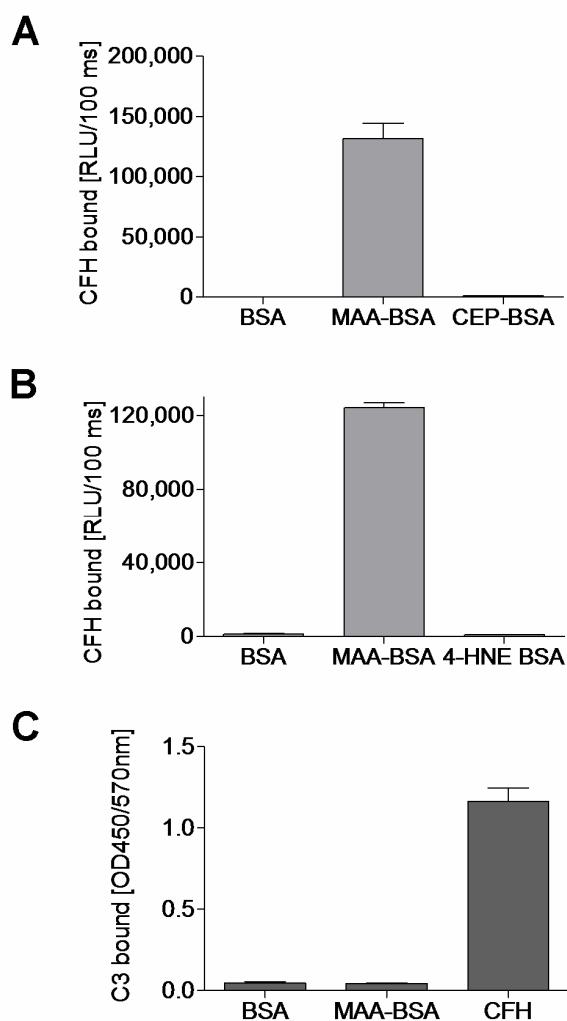 A
CFH bound [RLU/100 ms]
200,000
150,000
100,000
50,000
0
BSA MAA-BSA CEP-BSA
B
CFH bound [RLU/100 ms]
120,000
80,000
40,000
0
BSA MAA-BSA 4-HNE BSA
C
C3 bound [OD450/570nm]
1.5
1.0
0.5
0.0
BSA MAA-BSA CFH